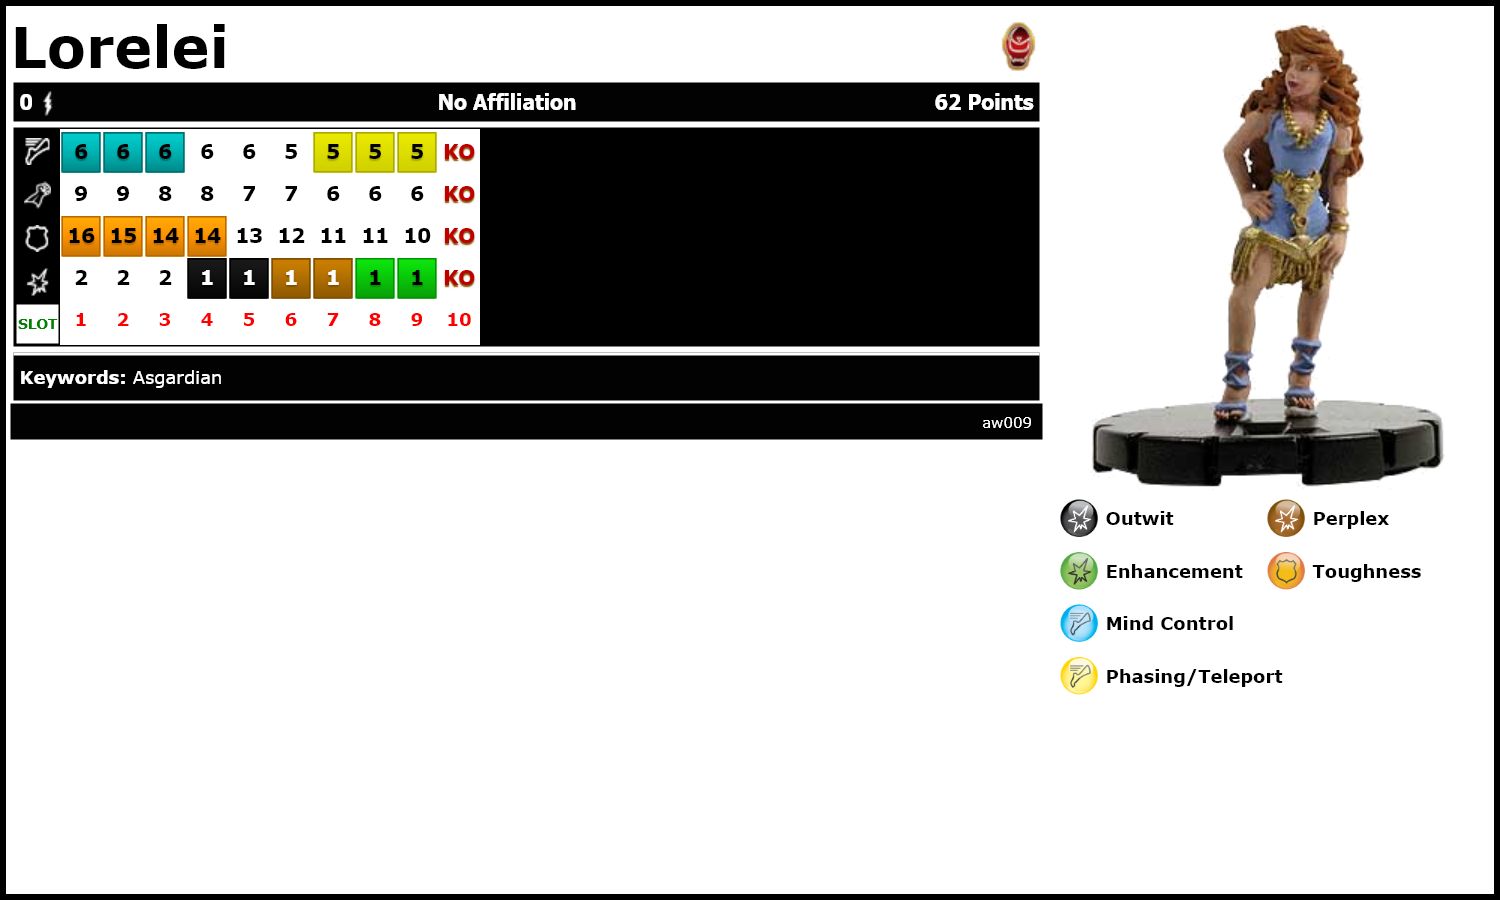 Lorelei
0 No Affiliation 62 Points
6 6 6 6 6 5 5 5 5 KO
9 9 8 8 7 7 6 6 6 KO
16 15 14 14 13 12 11 11 10 KO
2 2 2 1 1 1 1 1 1 KO
SLOT 1 2 3 4 5 6 7 8 9 10
Keywords: Asgardian
aw009
Outwit Perplex
Enhancement Toughness
Mind Control
Phasing/Teleport